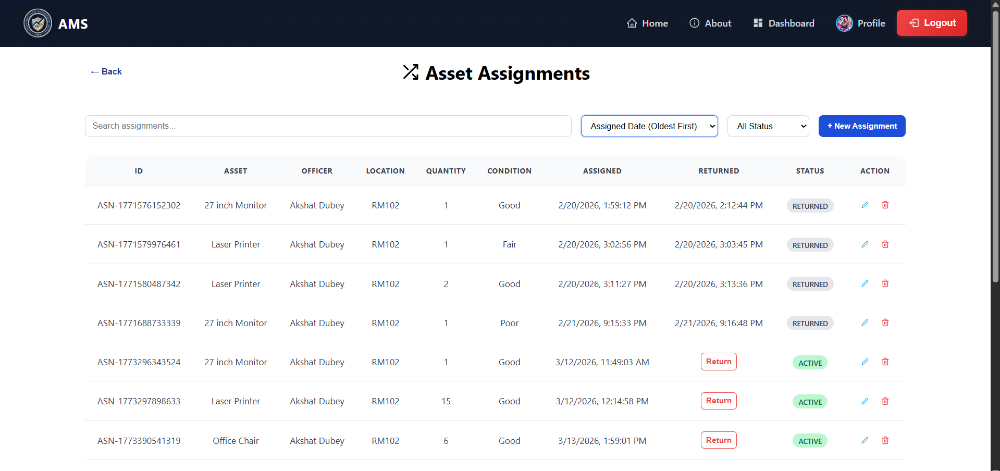 AMS
Home
About
Dashboard
Profile
Logout
← Back
Asset Assignments
Search assignments...
Assigned Date (Oldest First)
All Status
+ New Assignment
ID ASSET OFFICER LOCATION QUANTITY CONDITION ASSIGNED RETURNED STATUS ACTION
ASN-1771576152302 27 inch Monitor Akshat Dubey RM102 1 Good 2/20/2026, 1:59:12 PM 2/20/2026, 2:12:44 PM RETURNED
ASN-1771579976461 Laser Printer Akshat Dubey RM102 1 Fair 2/20/2026, 3:02:56 PM 2/20/2026, 3:03:45 PM RETURNED
ASN-1771580487342 Laser Printer Akshat Dubey RM102 2 Good 2/20/2026, 3:11:27 PM 2/20/2026, 3:13:36 PM RETURNED
ASN-1771688733339 27 inch Monitor Akshat Dubey RM102 1 Poor 2/21/2026, 9:15:33 PM 2/21/2026, 9:16:48 PM RETURNED
ASN-1773296343524 27 inch Monitor Akshat Dubey RM102 1 Good 3/12/2026, 11:49:03 AM Return ACTIVE
ASN-1773297898633 Laser Printer Akshat Dubey RM102 15 Good 3/12/2026, 12:14:58 PM Return ACTIVE
ASN-1773390541319 Office Chair Akshat Dubey RM102 6 Good 3/13/2026, 1:59:01 PM Return ACTIVE